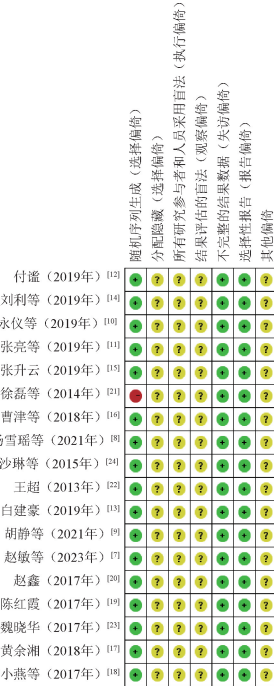 随机序列生成（选择偏倚）
分配隐藏（选择偏倚）
所有研究参与者和人员采用盲法（执行偏倚）
结果评估的盲法（观察偏倚）
不完整的结果数据（失访偏倚）
选择性报告（报告偏倚）
其他偏倚
付谧（2019年）[12] + ? ? ? + + ?
刘利等（2019年）[14] + ? ? ? + + ?
永仪等（2019年）[10] + ? ? ? + + ?
张亮等（2019年）[11] + ? ? ? + + ?
张升云（2019年）[15] + ? ? ? + + ?
徐磊等（2014年）[21] - ? ? ? + + ?
曹津等（2018年）[16] + ? ? ? + + ?
雪瑶等（2021年）[8] + ? ? ? + + ?
沙琳等（2015年）[24] + ? ? ? + + ?
王超（2013年）[22] + ? ? ? + + ?
白建豪（2019年）[13] + ? ? ? + + ?
胡静等（2021年）[9] + ? ? ? + + ?
赵敏等（2023年）[7] + ? ? ? + + ?
赵鑫（2017年）[20] + ? ? ? + + ?
陈红霞（2017年）[19] + ? ? ? + + ?
魏晓华（2017年）[23] + ? ? ? + + ?
黄余湘（2018年）[17] + ? ? ? + + ?
小燕等（2017年）[18] + ? ? ? + + ?